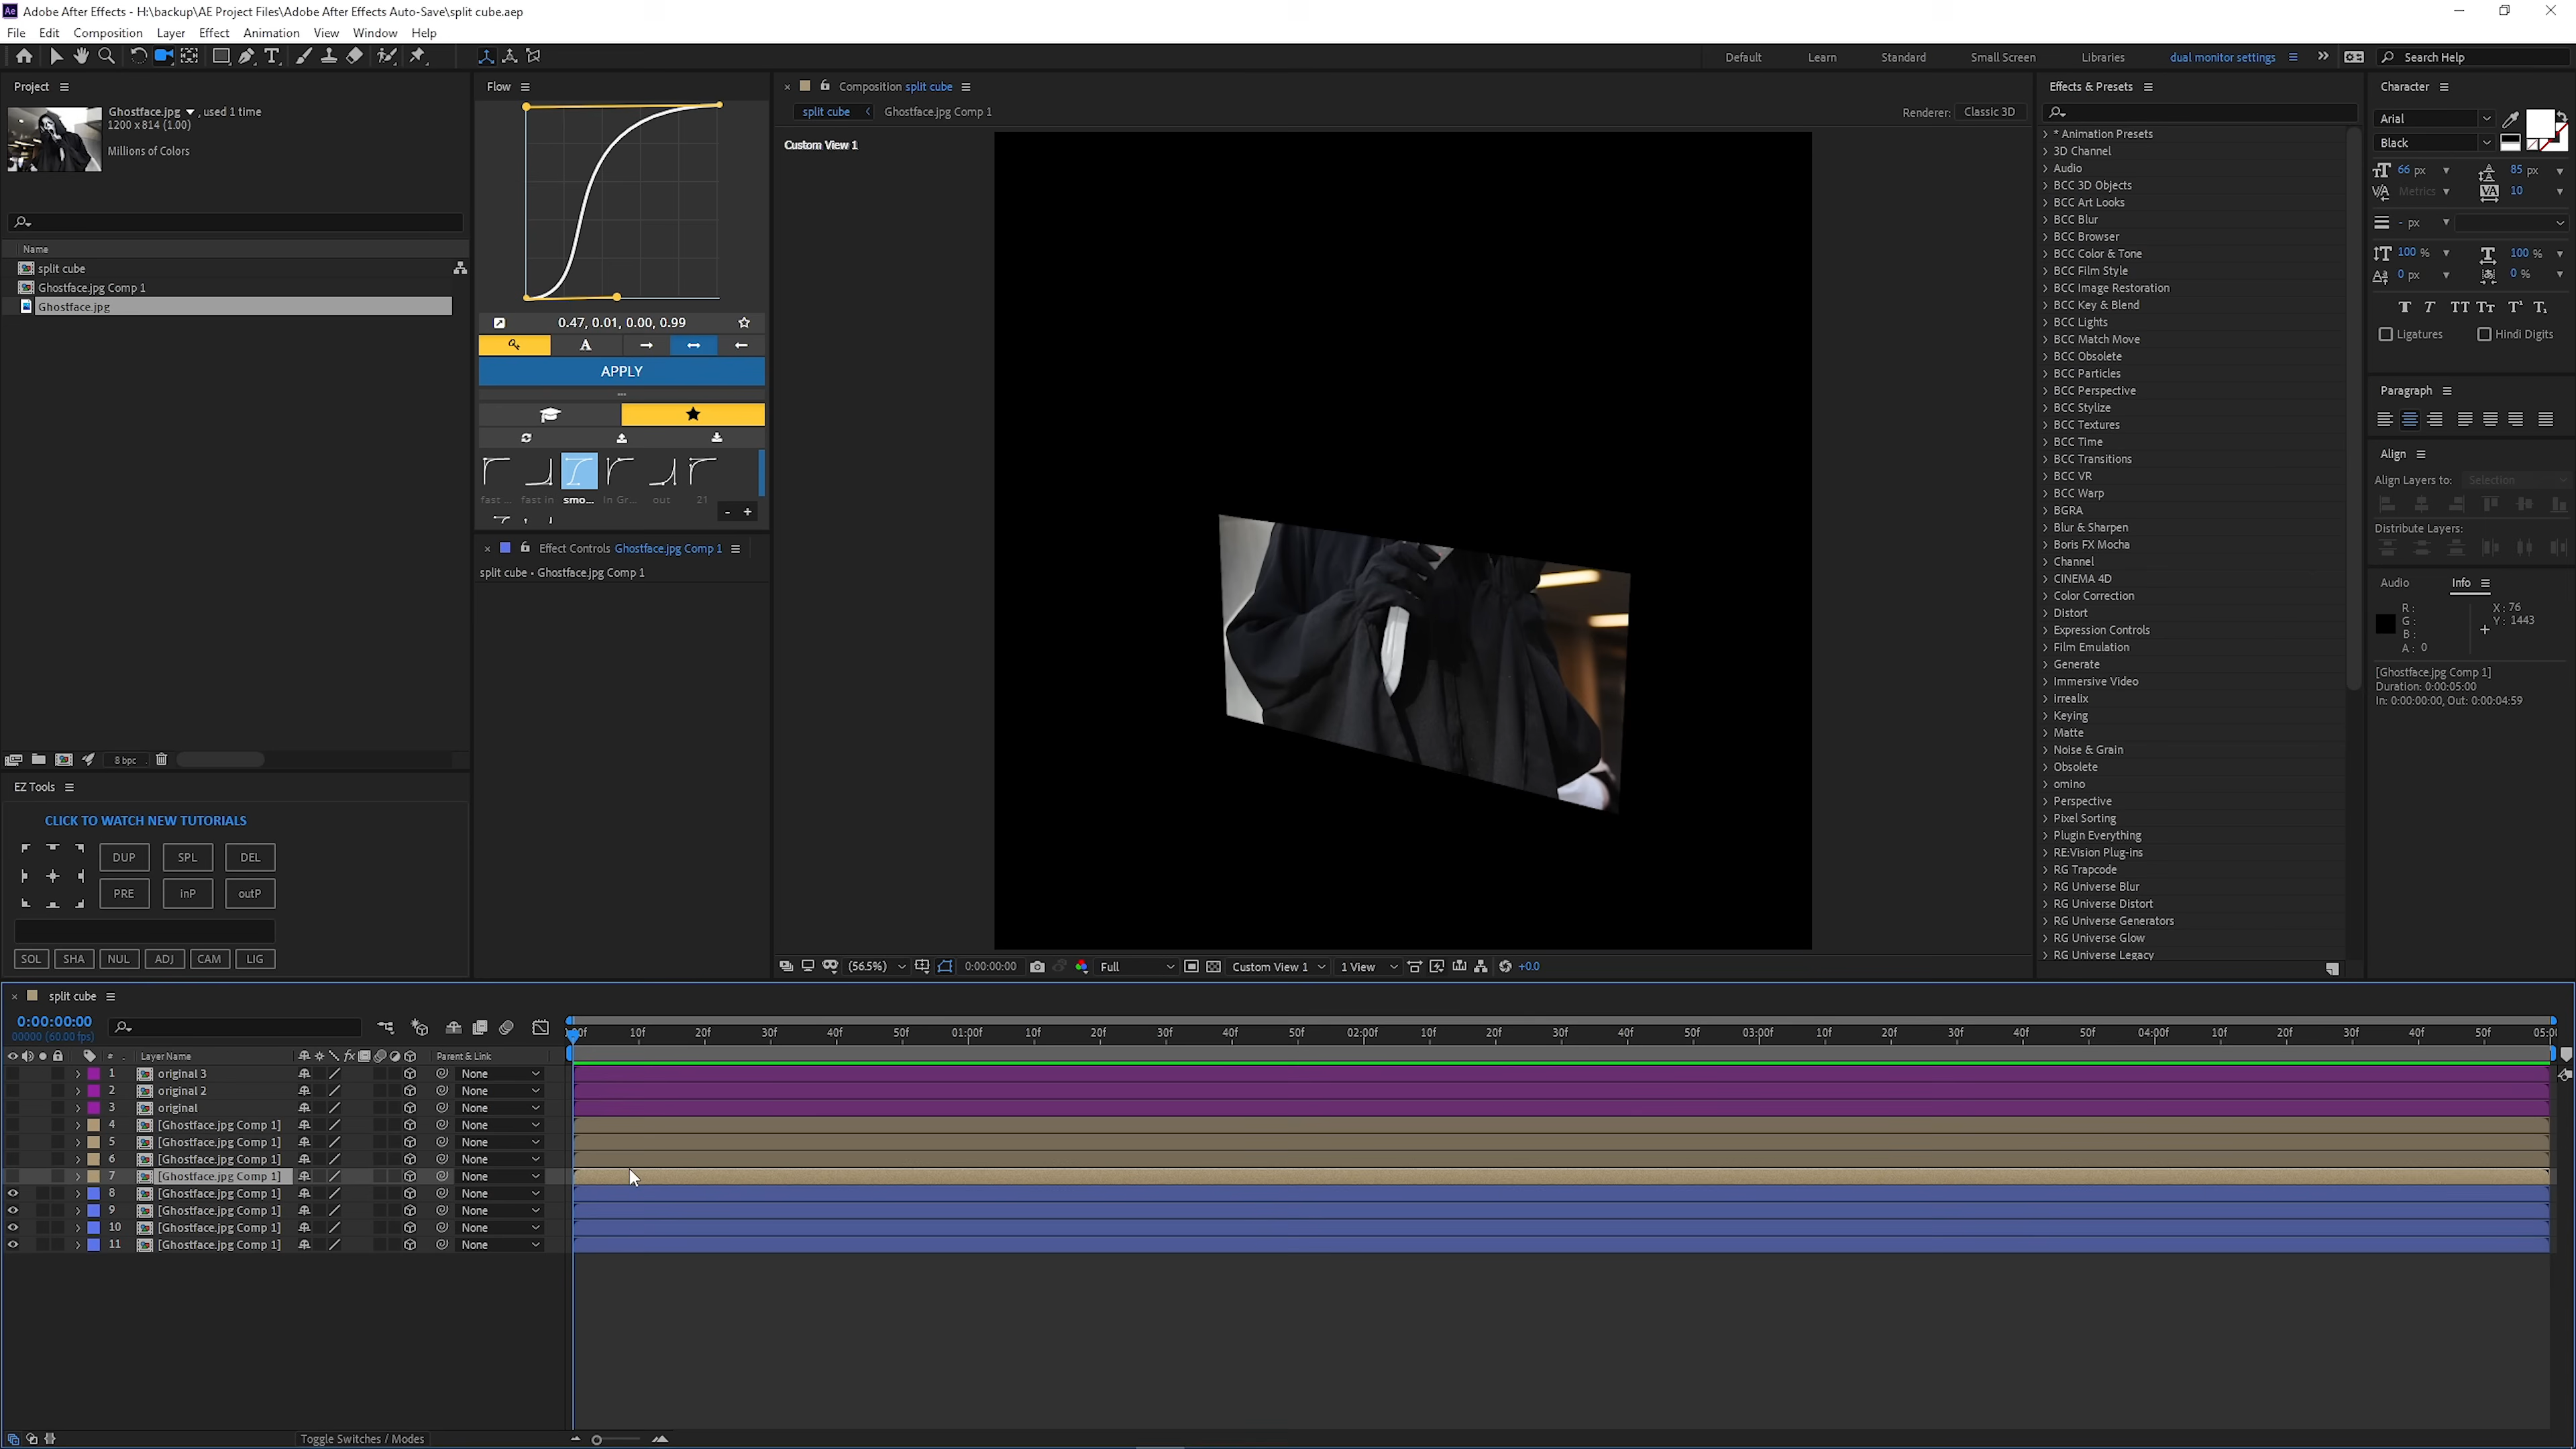 Adobe After Effects - H:\backup\AE Project Files\Adobe After Effects Auto-Save\split cube.aep
File Edit Composition Layer Effect Animation View Window Help
Default Learn Standard Small Screen Libraries dual monitor settings Search Help
Project
Ghostface.jpg , used 1 time
1200 x 814 (1.00)
Millions of Colors
Name
split cube
Ghostface.jpg Comp 1
Ghostface.jpg
8 bpc
EZ Tools
CLICK TO WATCH NEW TUTORIALS
DUP SPL DEL
PRE inP outP
SOL SHA NUL ADJ CAM LIG
Flow
0.47, 0.01, 0.00, 0.99
A
APPLY
fast ... fast in smo... In Gr... out 21
- +
Effect Controls Ghostface.jpg Comp 1
split cube • Ghostface.jpg Comp 1
Composition split cube
split cube Ghostface.jpg Comp 1
Renderer: Classic 3D
Custom View 1
(56.5%) 0:00:00:00 Full Custom View 1 1 View +0.0
Effects & Presets
* Animation Presets
3D Channel
Audio
BCC 3D Objects
BCC Art Looks
BCC Blur
BCC Browser
BCC Color & Tone
BCC Film Style
BCC Image Restoration
BCC Key & Blend
BCC Lights
BCC Match Move
BCC Obsolete
BCC Particles
BCC Perspective
BCC Stylize
BCC Textures
BCC Time
BCC Transitions
BCC VR
BCC Warp
BGRA
Blur & Sharpen
Boris FX Mocha
Channel
CINEMA 4D
Color Correction
Distort
Expression Controls
Film Emulation
Generate
Immersive Video
irrealix
Keying
Matte
Noise & Grain
Obsolete
omino
Perspective
Pixel Sorting
Plugin Everything
RE:Vision Plug-ins
RG Trapcode
RG Universe Blur
RG Universe Distort
RG Universe Generators
RG Universe Glow
RG Universe Legacy
Character
Arial
Black
66 px 85 px
Metrics 10
- px
100 % 100 %
0 px 0 %
Ligatures Hindi Digits
Paragraph
Align
Align Layers to: Selection
Distribute Layers:
Audio Info
R : X : 76
G : Y : 1443
B :
A : 0
[Ghostface.jpg Comp 1]
Duration: 0:00:05:00
In: 0:00:00:00, Out: 0:00:04:59
split cube
0:00:00:00
00000 (60.00 fps)
:00f 10f 20f 30f 40f 50f 01:00f 10f 20f 30f 40f 50f 02:00f 10f 20f 30f 40f 50f 03:00f 10f 20f 30f 40f 50f 04:00f 10f 20f 30f 40f 50f 05:0
# Layer Name Parent & Link
1 original 3 None
2 original 2 None
3 original None
4 [Ghostface.jpg Comp 1] None
5 [Ghostface.jpg Comp 1] None
6 [Ghostface.jpg Comp 1] None
7 [Ghostface.jpg Comp 1] None
8 [Ghostface.jpg Comp 1] None
9 [Ghostface.jpg Comp 1] None
10 [Ghostface.jpg Comp 1] None
11 [Ghostface.jpg Comp 1] None
Toggle Switches / Modes